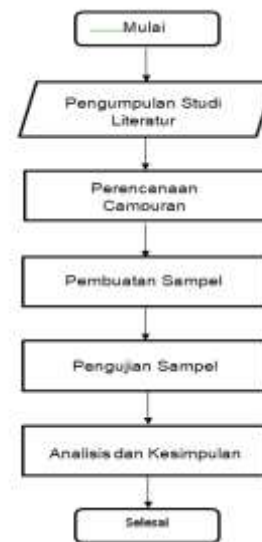 Mulai
Pengumpulan Studi
Literatur
Perencanaan
Camouran
Pembuatan Sampel
Pengujian Sampel
Analisis dan Kesimpulan
Selesai